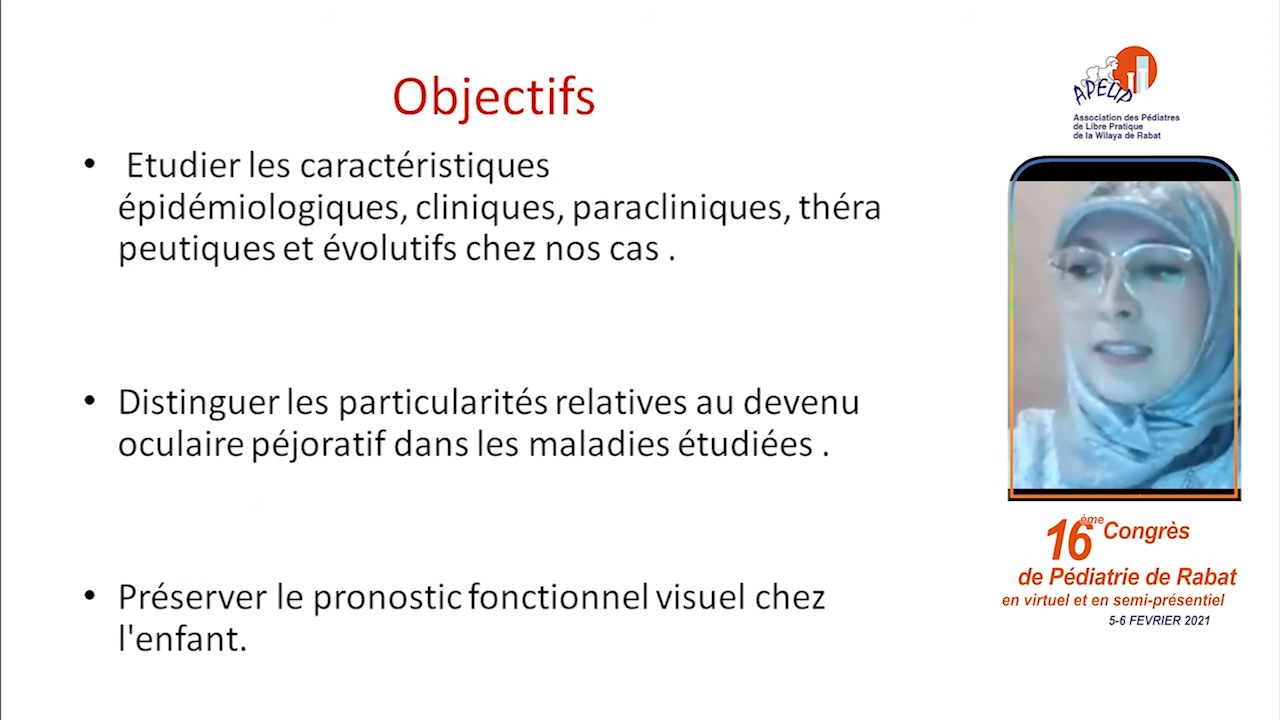 Objectifs
• Etudier les caractéristiques
épidémiologiques, cliniques, paracliniques, théra
peutiques et évolutifs chez nos cas .
• Distinguer les particularités relatives au devenu
oculaire péjoratif dans les maladies étudiées .
• Préserver le pronostic fonctionnel visuel chez
l'enfant.
APELIP
Association des Pédiatres
de Libre Pratique
de la Wilaya de Rabat
16ème Congrès
de Pédiatrie de Rabat
en virtuel et en semi-présentiel
5-6 FEVRIER 2021